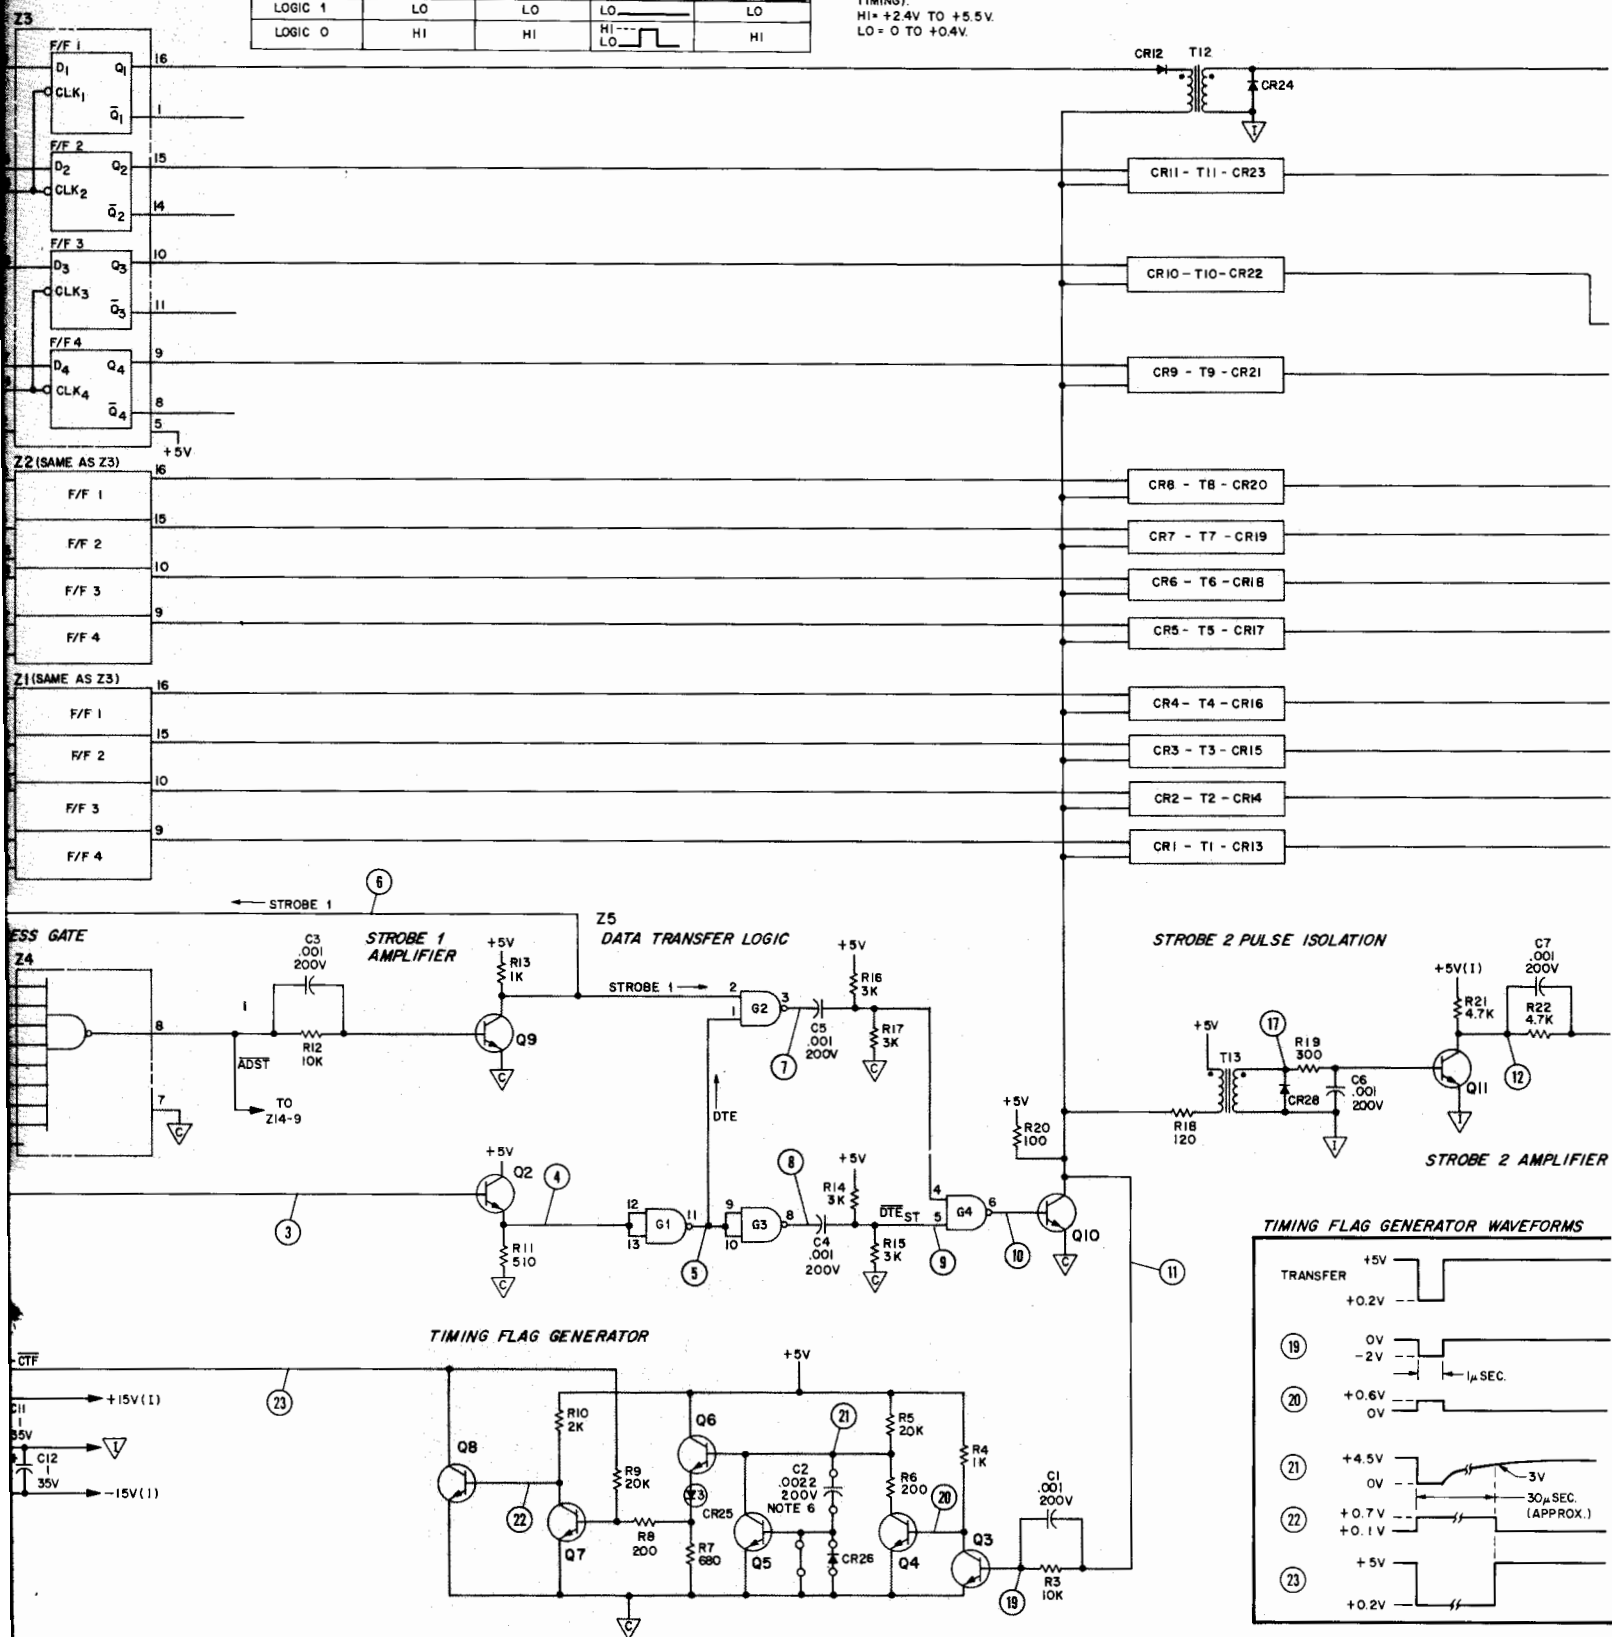 LOGIC 1 LO LO LO LO
LOGIC 0 HI HI HI LO HI
TIMING).
HI= +2.4V TO +5.5V.
LO = 0 TO +0.4V.
Z3
F/F 1
D1 Q1 16
CLK1
Q̅1 1
F/F 2
D2 Q2 15
CLK2
Q̅2 14
F/F 3
D3 Q3 10
CLK3
Q̅3 11
F/F 4
D4 Q4 9
CLK4
Q̅4 8
5
+5V
CR12 T12
CR24
I
CR11 - T11 - CR23
CR10 - T10 - CR22
CR9 - T9 - CR21
Z2 (SAME AS Z3)
F/F 1 16
F/F 2 15
F/F 3 10
F/F 4 9
CR8 - T8 - CR20
CR7 - T7 - CR19
CR6 - T6 - CR18
CR5 - T5 - CR17
Z1 (SAME AS Z3)
F/F 1 16
F/F 2 15
F/F 3 10
F/F 4 9
CR4 - T4 - CR16
CR3 - T3 - CR15
CR2 - T2 - CR14
CR1 - T1 - CR13
6
STROBE 1
ESS GATE
Z4
8
7
C
A̅D̅S̅T̅
TO
Z14-9
C3
.001
200V
R12
10K
STROBE 1
AMPLIFIER
+5V
R13
1K
Q9
C
Z5
DATA TRANSFER LOGIC
STROBE 1
2
1
G2
3
7
C5
.001
200V
+5V
R16
3K
R17
3K
C
DTE
3
+5V
Q2
4
R11
510
C
12
13
G1
11
5
9
10
G3
8
8
C4
.001
200V
+5V
R14
3K
R15
3K
C
D̅T̅E̅ST
9
4
5
G4
6
10
+5V
R20
100
Q10
C
11
STROBE 2 PULSE ISOLATION
+5V
T13
R18
120
17
CR28
R19
300
C6
.001
200V
I
+5V(I)
R21
4.7K
Q11
I
C7
.001
200V
R22
4.7K
12
STROBE 2 AMPLIFIER
TIMING FLAG GENERATOR
C̅T̅F̅
23
+15V(I)
C11
1
35V
I
C12
1
35V
-15V(I)
+5V
Q8
R10
2K
22
Q7
R9
20K
R8
200
Q6
CR25
R7
680
C
Q5
C2
.0022
200V
NOTE 6
21
CR26
R5
20K
R6
200
Q4
20
R4
1K
Q3
19
C1
.001
200V
R3
10K
TIMING FLAG GENERATOR WAVEFORMS
TRANSFER +5V
+0.2V
19 0V
-2V
1µSEC.
20 +0.6V
0V
21 +4.5V
0V
3V
30µSEC.
(APPROX.)
22 +0.7V
+0.1V
23 +5V
+0.2V